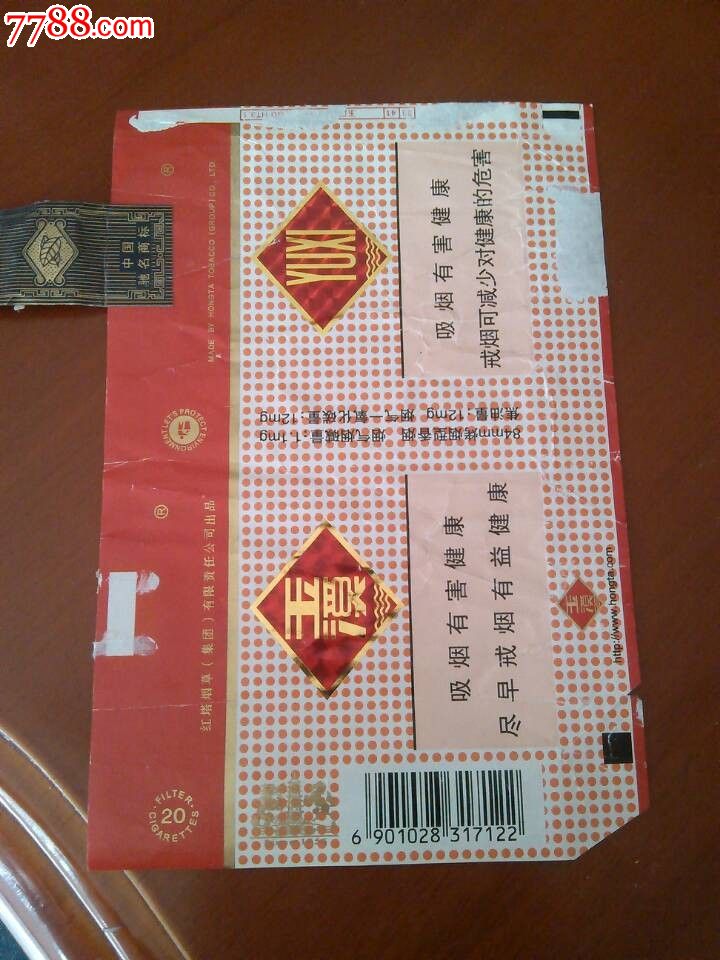 7788.com
中国
驰名商标
®
MADE BY HONGTA TOBACCO (GROUP) CO., LTD
A
LET'S PROTECT ENVIRONMENT
®
红塔烟草（集团）有限责任公司出品
FILTER
20
CIGARETTES
YUXI
吸烟有害健康
戒烟可减少对健康的危害
84mm烤烟型香烟 烟气烟碱量:1.1mg
焦油量:12mg 烟气一氧化碳量:12mg
玉溪
吸烟有害健康
尽早戒烟有益健康
玉溪
http://www.hongta.com
6 901028 317122